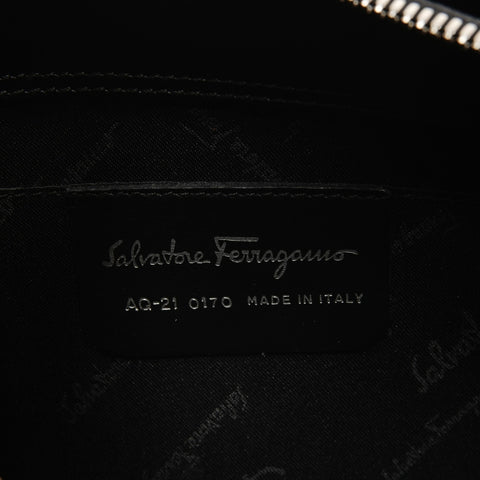 Salvatore Ferragamo
AQ-21 0170 MADE IN ITALY